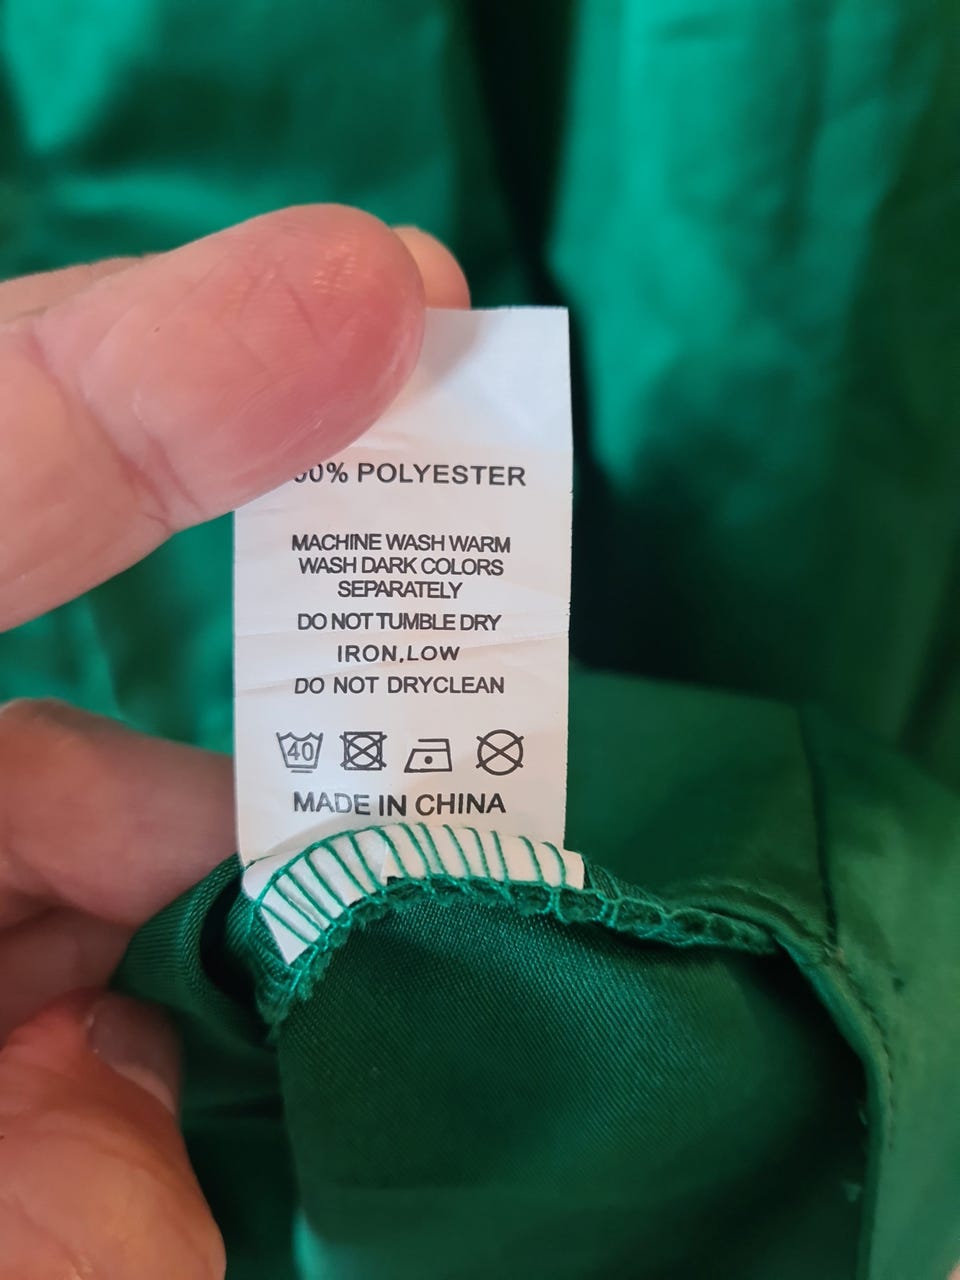 00% POLYESTER
MACHINE WASH WARM
WASH DARK COLORS
SEPARATELY
DO NOT TUMBLE DRY
IRON,LOW
DO NOT DRYCLEAN
40
MADE IN CHINA